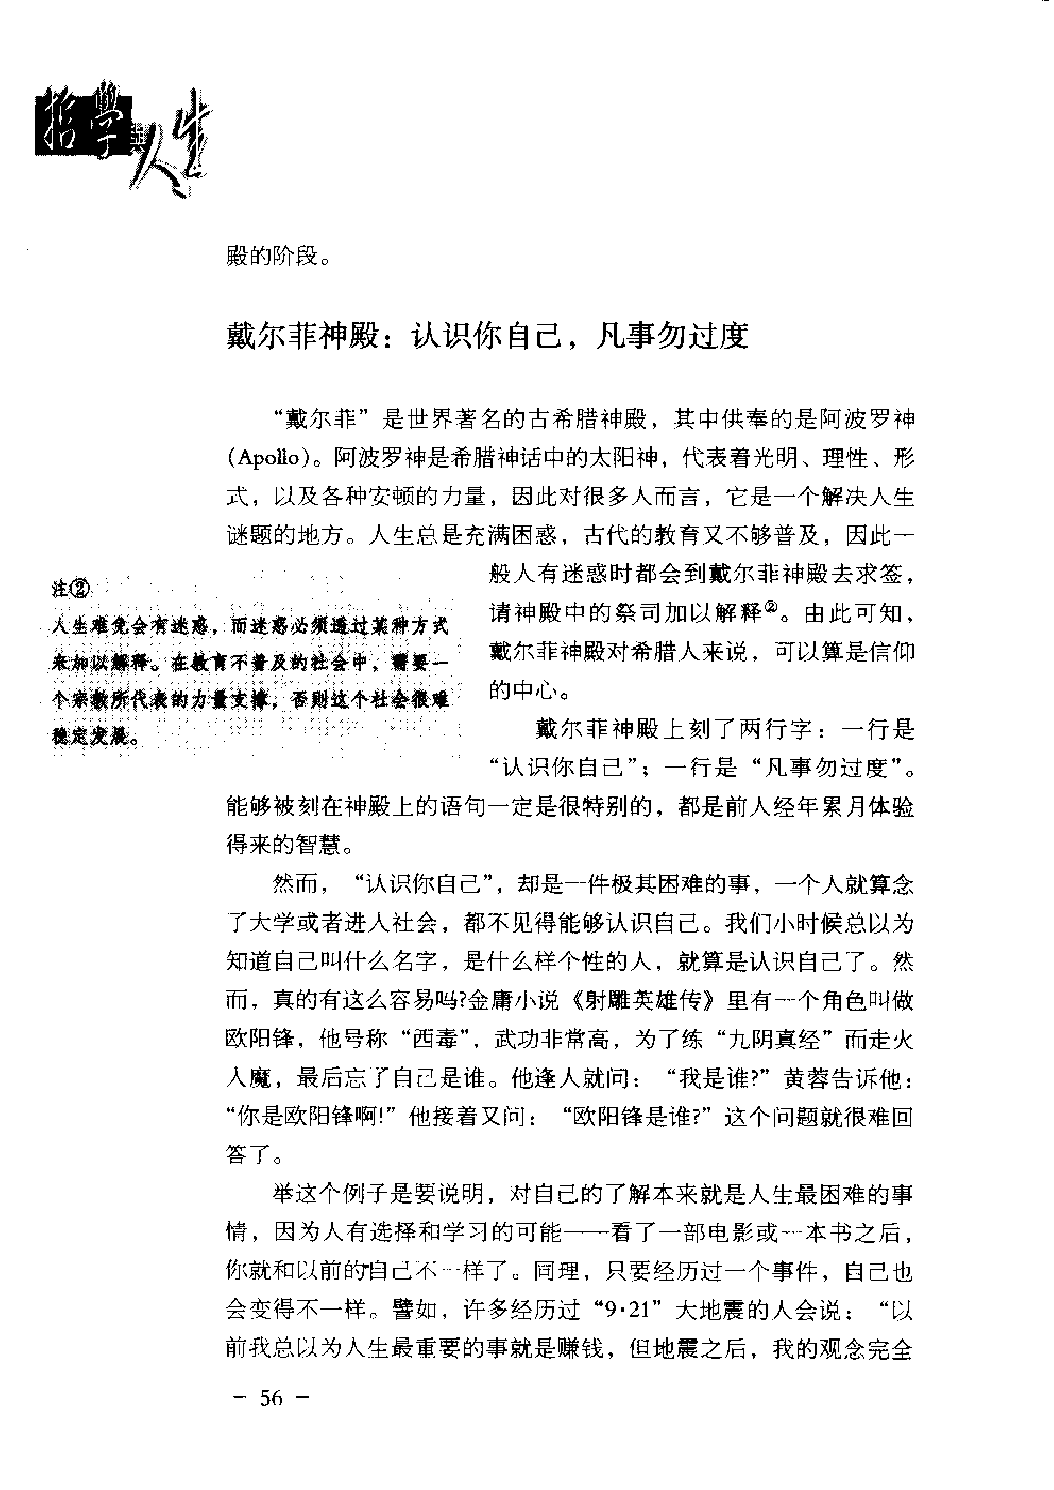 哲學與人生
殿的阶段。
戴尔菲神殿：认识你自己，凡事勿过度
“戴尔菲”是世界著名的古希腊神殿，其中供奉的是阿波罗神
(Apollo)。阿波罗神是希腊神话中的太阳神，代表着光明、理性、形
式，以及各种安顿的力量，因此对很多人而言，它是一个解决人生
谜题的地方。人生总是充满困惑，古代的教育又不够普及，因此一
般人有迷惑时都会到戴尔菲神殿去求签，
请神殿中的祭司加以解释②。由此可知，
戴尔菲神殿对希腊人来说，可以算是信仰
的中心。
注②
人生难免会有迷惑，而迷惑必须透过某种方式
来加以解释。在教育不普及的社会中，需要一
个宗教所代表的力量支撑，否则这个社会很难
稳定发展。
戴尔菲神殿上刻了两行字：一行是
“认识你自己”；一行是“凡事勿过度”。
能够被刻在神殿上的语句一定是很特别的，都是前人经年累月体验
得来的智慧。
然而，“认识你自己”，却是一件极其困难的事，一个人就算念
了大学或者进人社会，都不见得能够认识自己。我们小时候总以为
知道自己叫什么名字，是什么样个性的人，就算是认识自己了。然
而，真的有这么容易吗?金庸小说《射雕英雄传》里有一个角色叫做
欧阳锋，他号称“西毒”，武功非常高，为了练“九阴真经”而走火
入魔，最后忘了自己是谁。他逢人就问：“我是谁?”黄蓉告诉他：
“你是欧阳锋啊!”他接着又问：“欧阳锋是谁?”这个问题就很难回
答了。
举这个例子是要说明，对自己的了解本来就是人生最困难的事
情，因为人有选择和学习的可能——看了一部电影或一本书之后，
你就和以前的自己不一样了。同理，只要经历过一个事件，自己也
会变得不一样。譬如，许多经历过“9·21”大地震的人会说：“以
前我总以为人生最重要的事就是赚钱，但地震之后，我的观念完全
－ 56 －